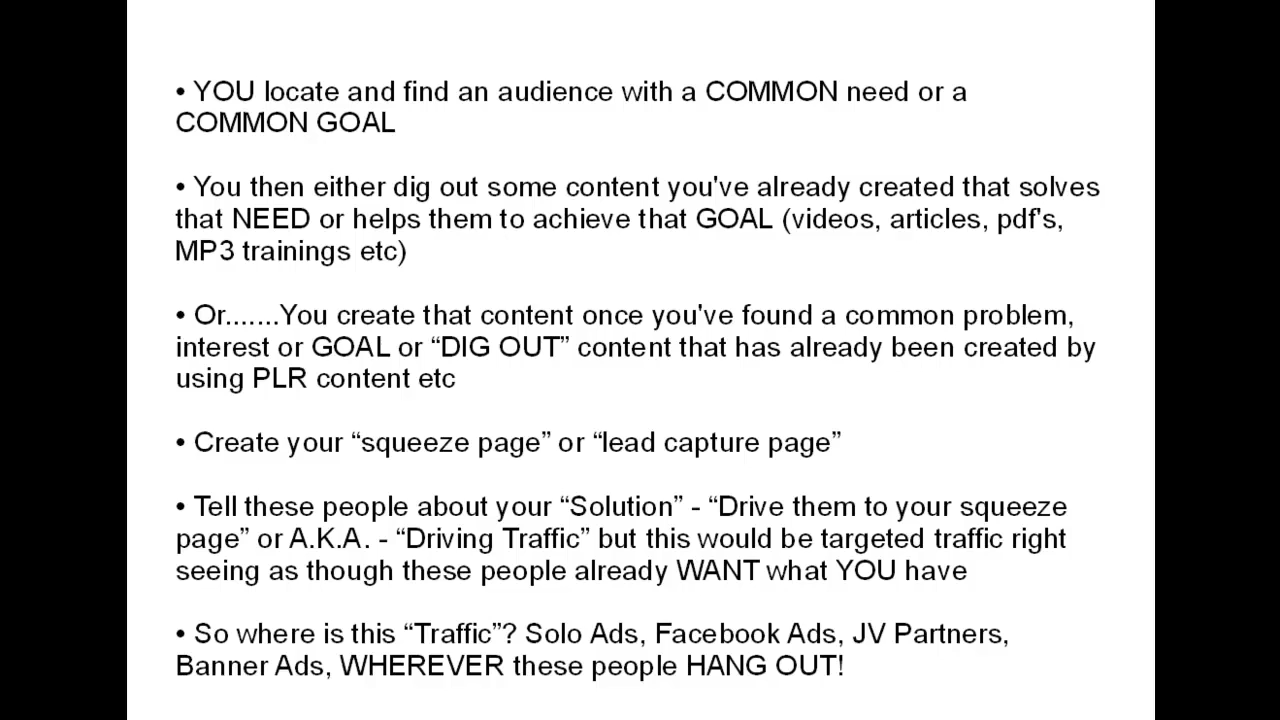 • YOU locate and find an audience with a COMMON need or a
COMMON GOAL
• You then either dig out some content you've already created that solves
that NEED or helps them to achieve that GOAL (videos, articles, pdf's,
MP3 trainings etc)
• Or.......You create that content once you've found a common problem,
interest or GOAL or “DIG OUT” content that has already been created by
using PLR content etc
• Create your “squeeze page” or “lead capture page”
• Tell these people about your “Solution” - “Drive them to your squeeze
page” or A.K.A. - “Driving Traffic” but this would be targeted traffic right
seeing as though these people already WANT what YOU have
• So where is this “Traffic”? Solo Ads, Facebook Ads, JV Partners,
Banner Ads, WHEREVER these people HANG OUT!